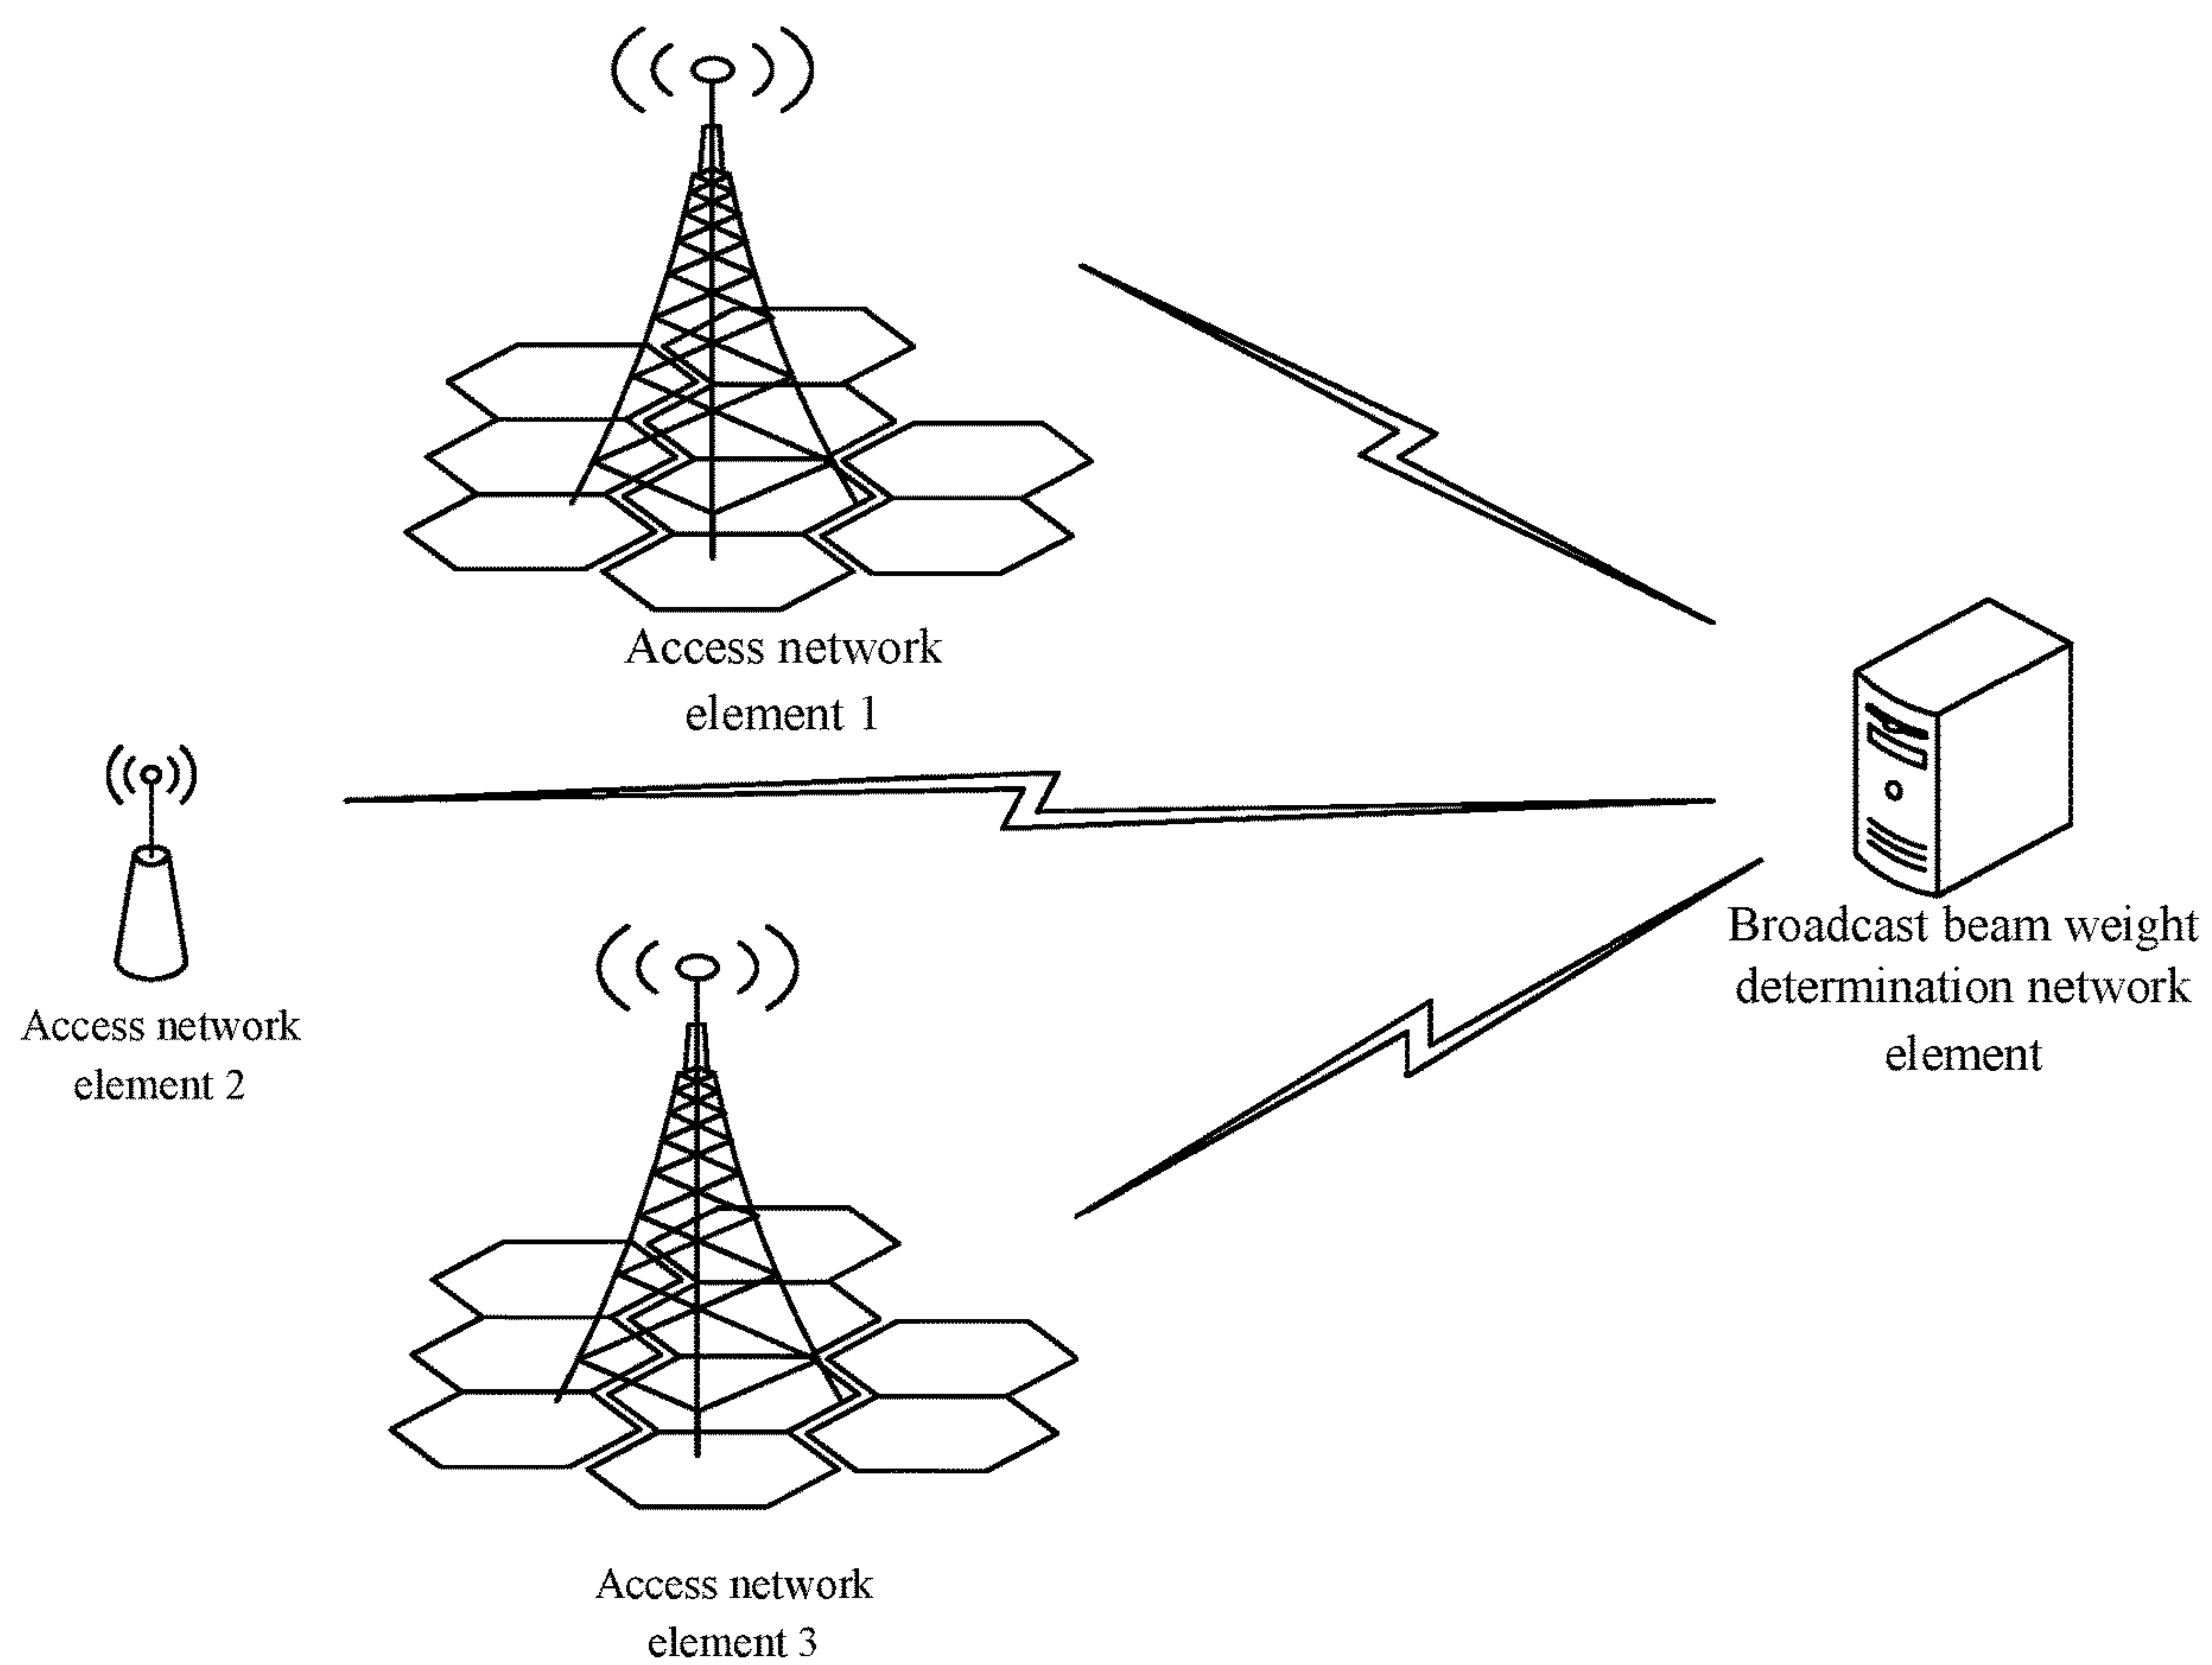 Access network
element 1
Access network
element 2
Broadcast beam weight
determination network
element
Access network
element 3